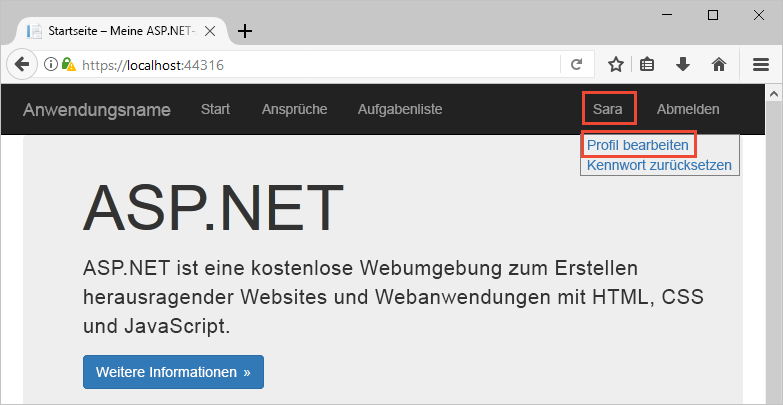 Startseite – Meine ASP.NET-
https://localhost:44316
Anwendungsname Start Ansprüche Aufgabenliste Sara Abmelden
Profil bearbeiten
Kennwort zurücksetzen
ASP.NET
ASP.NET ist eine kostenlose Webumgebung zum Erstellen
herausragender Websites und Webanwendungen mit HTML, CSS
und JavaScript.
Weitere Informationen »